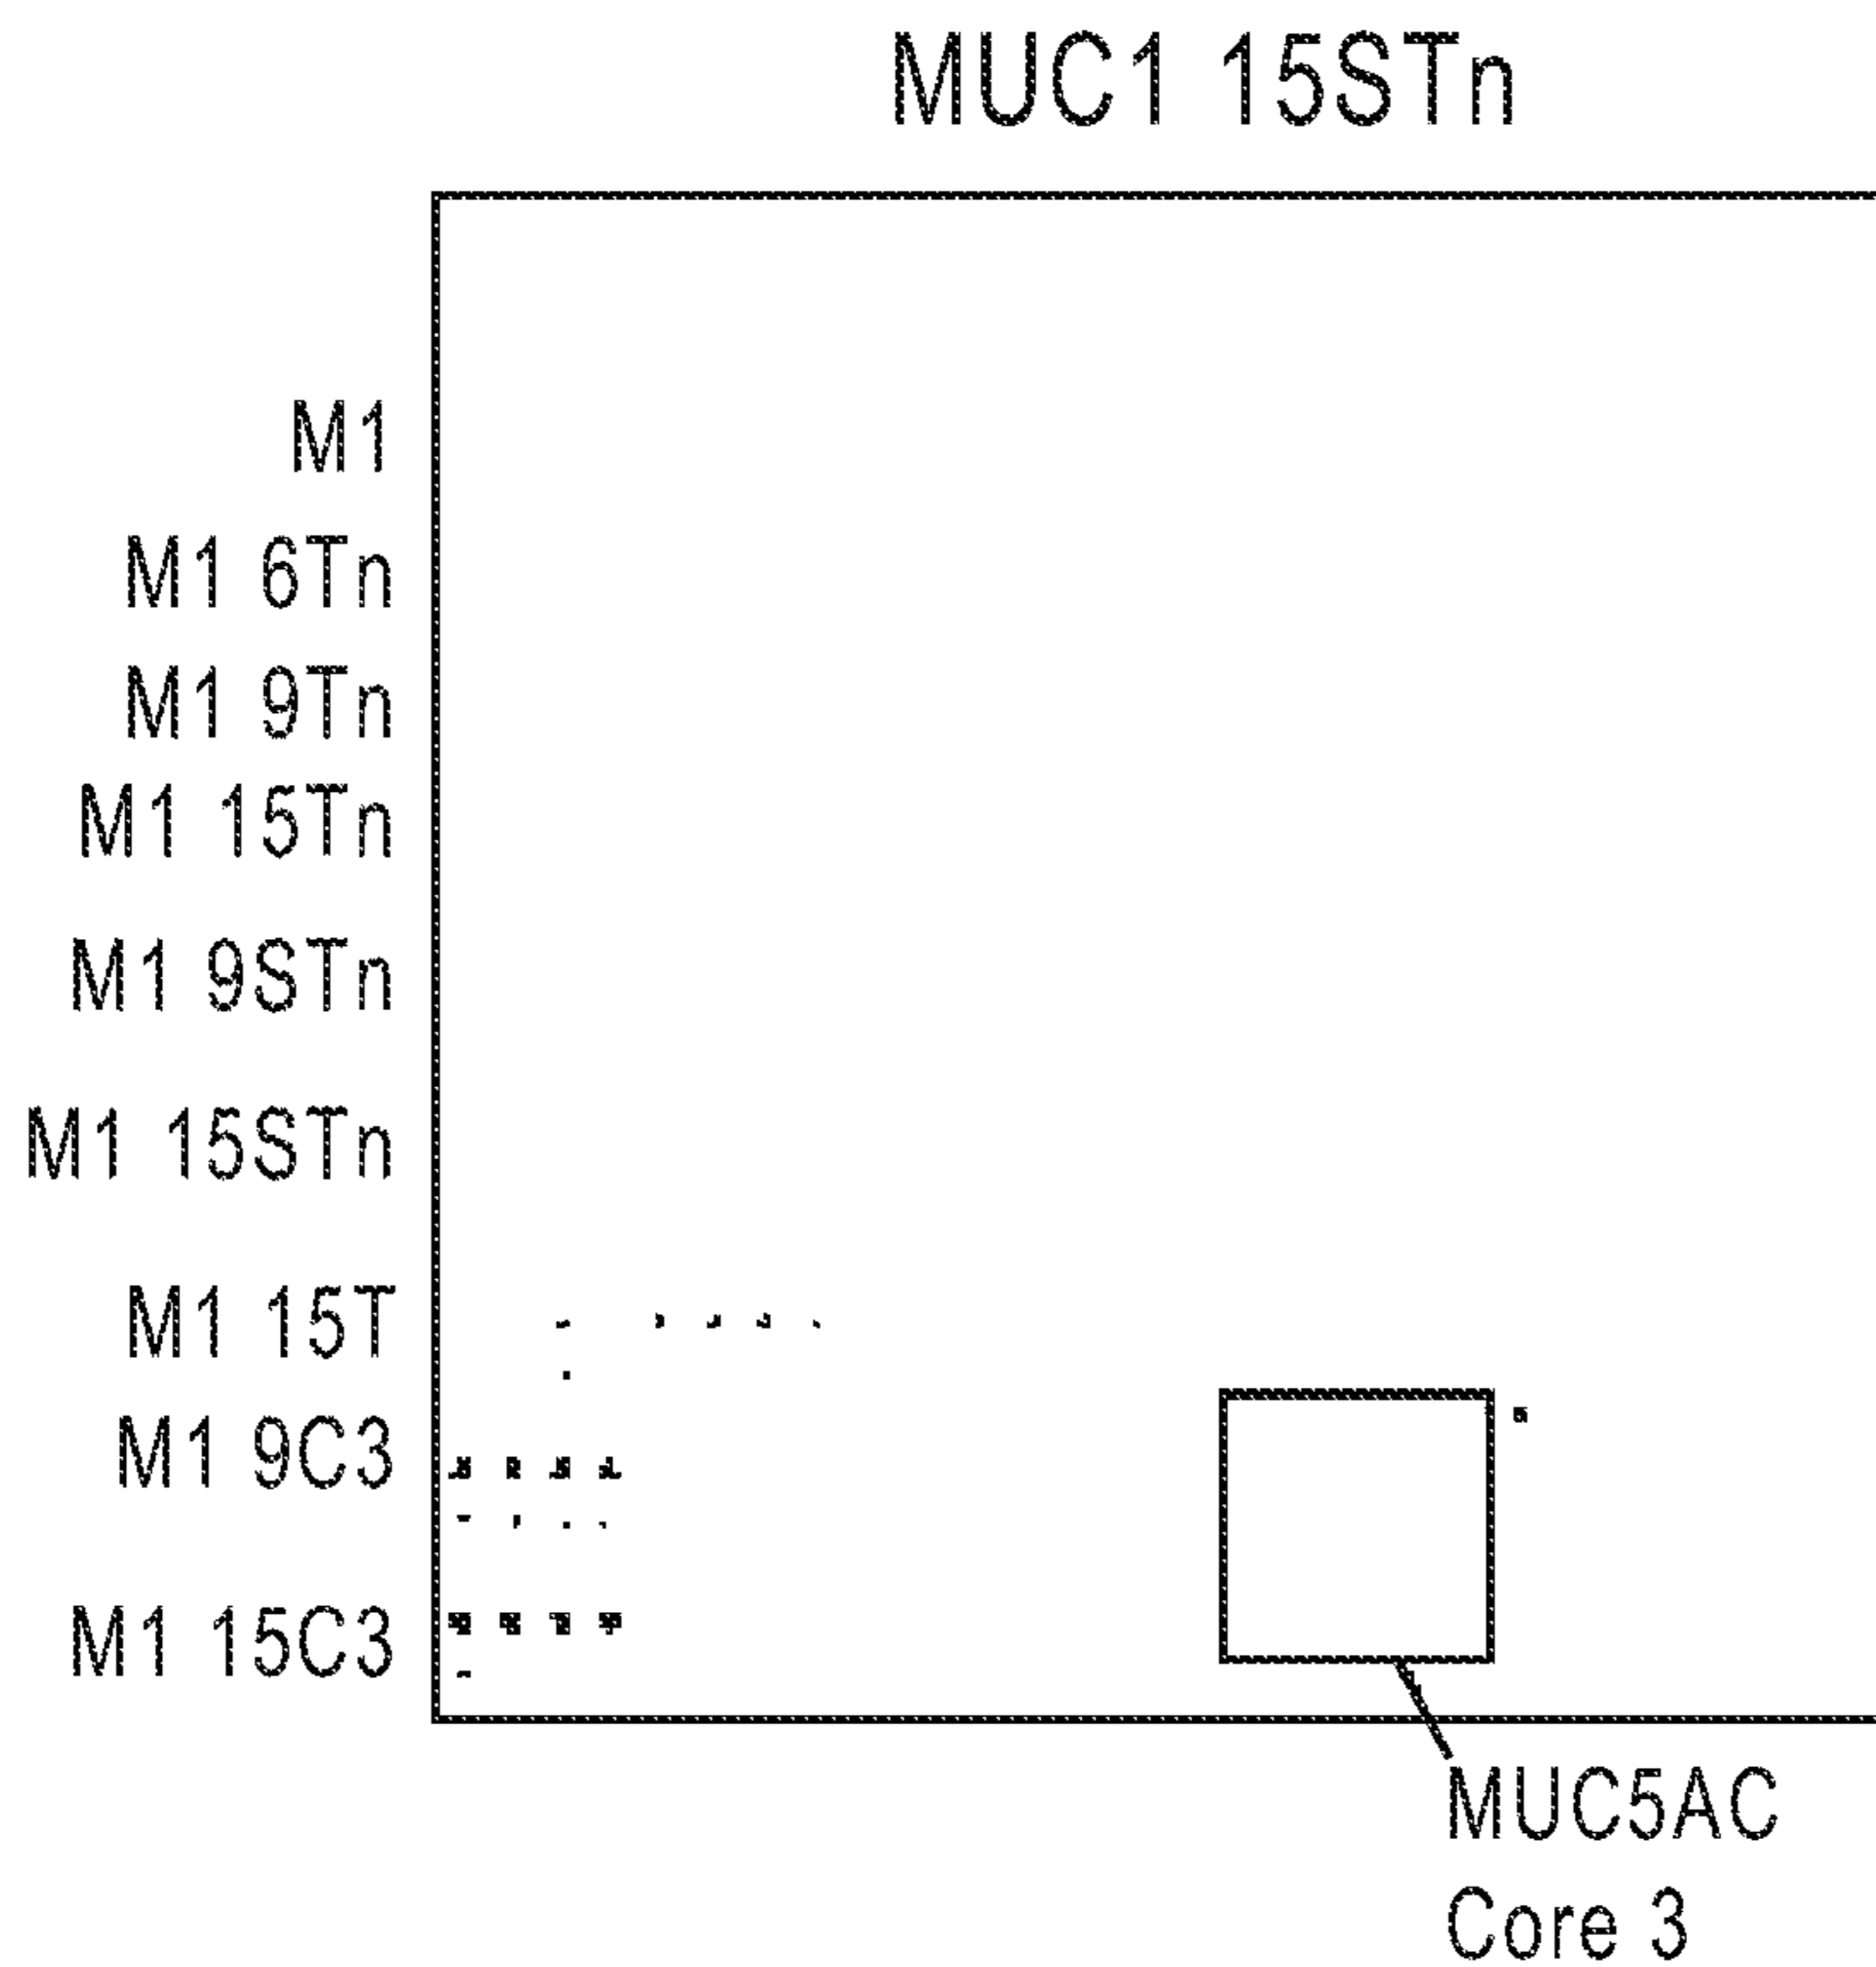 MUC1 15STn
M1
M1 6Tn
M1 9Tn
M1 15Tn
M1 9STn
M1 15STn
M1 15T
M1 9C3
M1 15C3
MUC5AC
Core 3